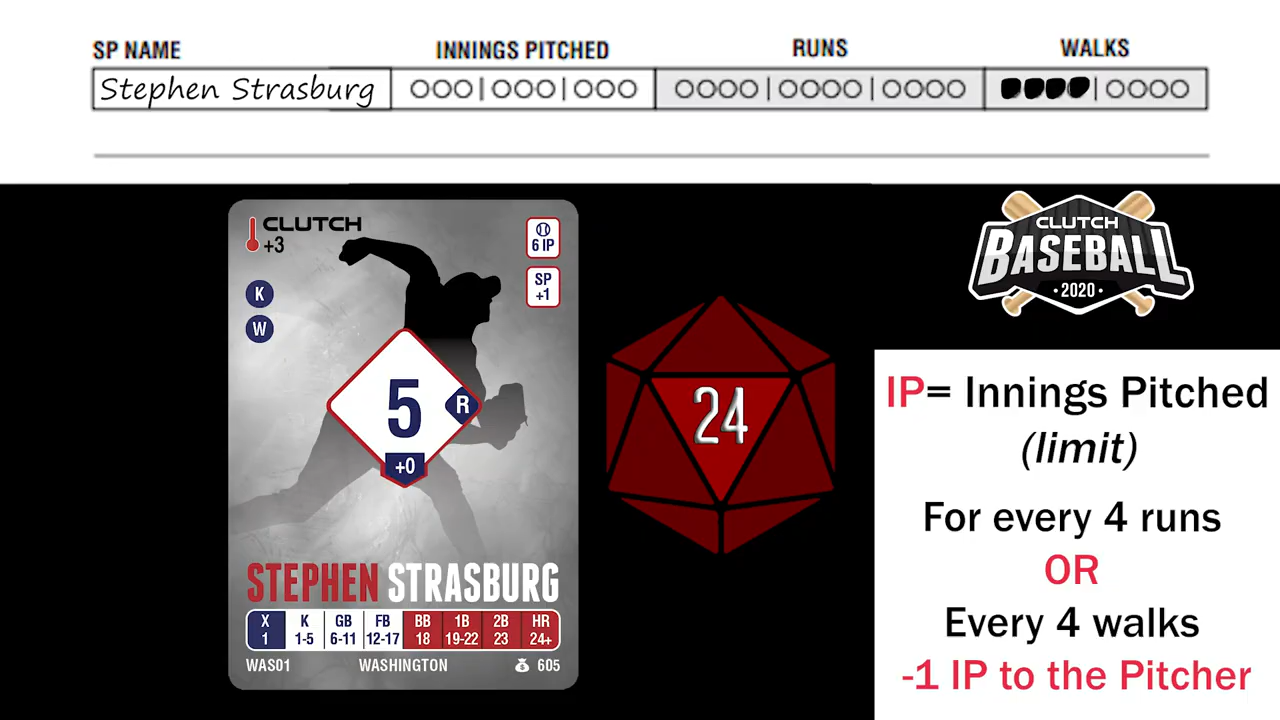 SP NAME INNINGS PITCHED RUNS WALKS
Stephen Strasburg
CLUTCH
+3
6 IP
SP
+1
K
W
5
R
+0
STEPHEN STRASBURG
X K GB FB BB 1B 2B HR
1 1-5 6-11 12-17 18 19-22 23 24+
WAS01 WASHINGTON 605
24
CLUTCH
BASEBALL
·2020·
IP= Innings Pitched
(limit)
For every 4 runs
OR
Every 4 walks
-1 IP to the Pitcher